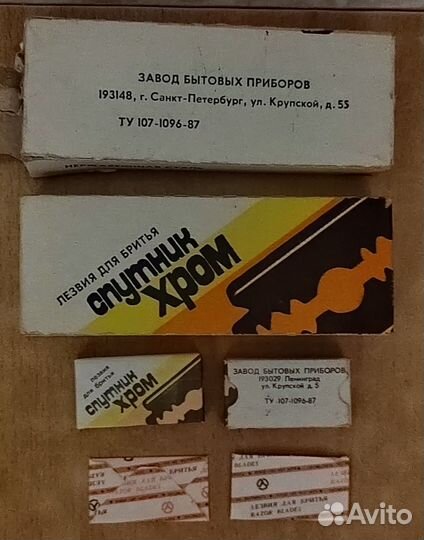 ЗАВОД БЫТОВЫХ ПРИБОРОВ
193148, г. Санкт-Петербург, ул. Крупской, д. 55
ТУ 107-1096-87
ЛЕЗВИЯ ДЛЯ БРИТЬЯ
СПУТНИК
ХРОМ
лезвия
для бритья
СПУТНИК
ХРОМ
ЗАВОД БЫТОВЫХ ПРИБОРОВ
193029 Ленинград
ул. Крупской д. 5
ТУ 107-1096-87
ДЛЯ БРИТЬЯ
ЛЕЗВИЯ ДЛЯ БРИТЬЯ
RAZOR BLADES
Avito